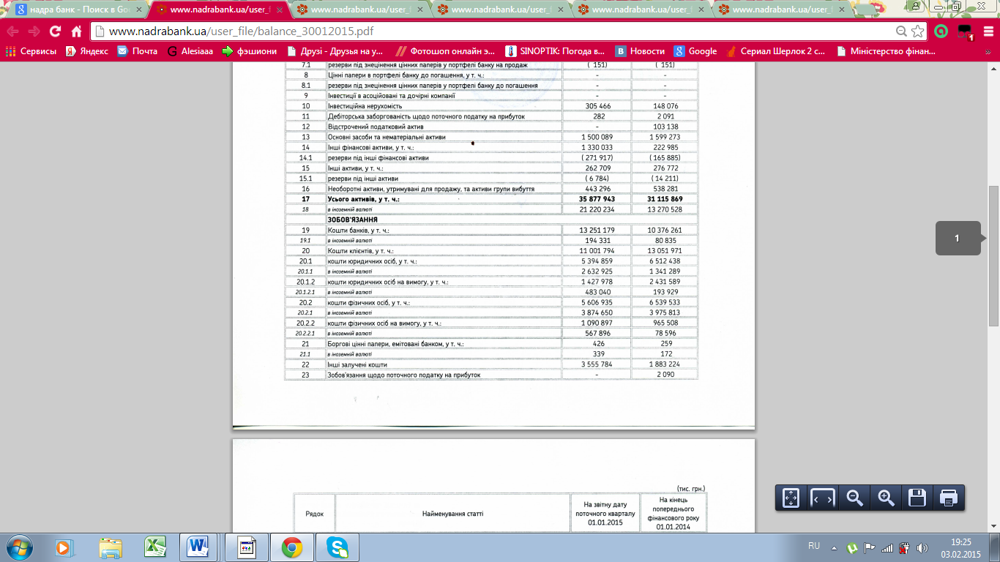 надра банк - Поиск в Goo
www.nadrabank.ua/user_f
www.nadrabank.ua/user_f
www.nadrabank.ua/user_f
www.nadrabank.ua/user_f
www.nadrabank.ua/user_f
www.nadrabank.ua/user_file/balance_30012015.pdf
1
Сервисы Яндекс Почта Alesiaaa фэшиони Друзі - Друзья на у... Фотошоп онлайн э... SINOPTIK: Погода в... Новости Google Сериал Шерлок 2 с... Міністерство фінан... »
7.1 резерви під знецінення цінних паперів у портфелі банку на продаж ( 151) ( 151)
8 Цінні папери в портфелі банку до погашення, у т. ч.: - -
8.1 резерви під знецінення цінних паперів у портфелі банку до погашення - -
9 Інвестиції в асоційовані та дочірні компанії - -
10 Інвестиційна нерухомість 305 466 148 076
11 Дебіторська заборгованість щодо поточного податку на прибуток 282 2 091
12 Відстрочений податковий актив - 103 138
13 Основні засоби та нематеріальні активи 1 500 089 1 599 273
14 Інші фінансові активи, у т. ч.: 1 330 033 222 985
14.1 резерви під інші фінансові активи ( 271 917) ( 165 885)
15 Інші активи, у т. ч.: 262 709 276 772
15.1 резерви під інші активи ( 6 784) ( 14 211)
16 Необоротні активи, утримувані для продажу, та активи групи вибуття 443 296 538 281
17 Усього активів, у т. ч.: 35 877 943 31 115 869
18 в іноземній валюті 21 220 234 13 270 528
ЗОБОВ'ЯЗАННЯ
19 Кошти банків, у т. ч.: 13 251 179 10 376 261
19.1 в іноземній валюті 194 331 80 835
20 Кошти клієнтів, у т. ч.: 11 001 794 13 051 971
20.1 кошти юридичних осіб, у т. ч.: 5 394 859 6 512 438
20.1.1 в іноземній валюті 2 632 925 1 341 289
20.1.2 кошти юридичних осіб на вимогу, у т. ч.: 1 427 978 2 431 589
20.1.2.1 в іноземній валюті 483 040 193 929
20.2 кошти фізичних осіб, у т. ч.: 5 606 935 6 539 533
20.2.1 в іноземній валюті 3 874 650 3 975 813
20.2.2 кошти фізичних осіб на вимогу, у т. ч.: 1 090 897 965 508
20.2.2.1 в іноземній валюті 567 896 78 596
21 Боргові цінні папери, емітовані банком, у т. ч.: 426 259
21.1 в іноземній валюті 339 172
22 Інші залучені кошти 3 555 784 1 883 224
23 Зобов'язання щодо поточного податку на прибуток - 2 090
1
(тис. грн.)
Рядок Найменування статті На звітну дату поточного кварталу 01.01.2015 На кінець попереднього фінансового року 01.01.2014
RU
19:25
03.02.2015